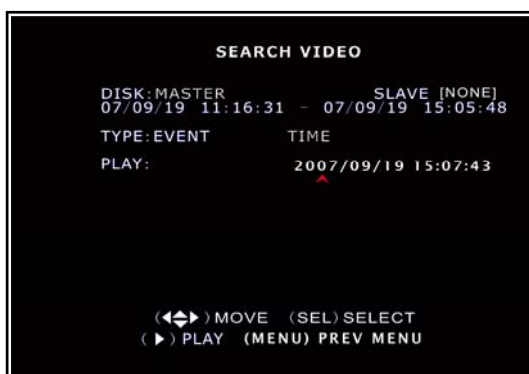 SEARCH VIDEO
DISK:MASTER SLAVE [NONE]
07/09/19 11:16:31 - 07/09/19 15:05:48
TYPE:EVENT TIME
PLAY: 2007/09/19 15:07:43
(◀◆▶)MOVE (SEL)SELECT
(▶)PLAY (MENU) PREV MENU